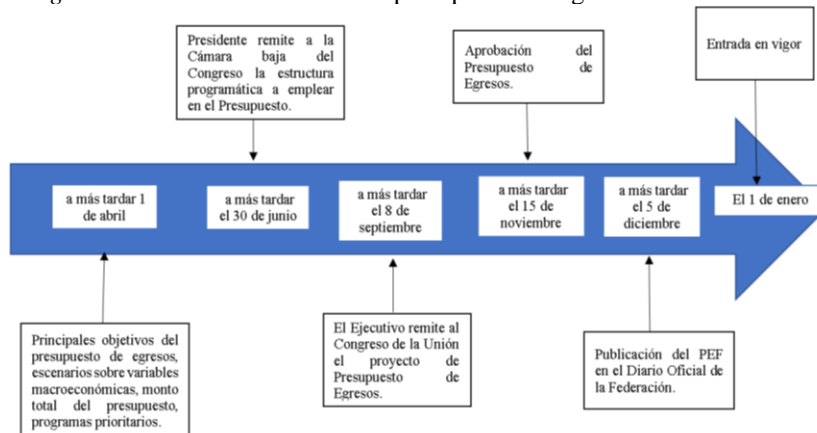 Presidente remite a la
Cámara baja del
Congreso la estructura
programática a emplear
en el Presupuesto.
Aprobación del
Presupuesto de
Egresos.
Entrada en vigor
a más tardar 1
de abril
a más tardar
el 30 de junio
a más tardar
el 8 de
septiembre
a más tardar
el 15 de
noviembre
a más tardar
el 5 de
diciembre
El 1 de enero
Principales objetivos del
presupuesto de egresos,
escenarios sobre variables
macroeconómicas, monto
total del presupuesto,
programas prioritarios.
El Ejecutivo remite al
Congreso de la Unión
el proyecto de
Presupuesto de
Egresos.
Publicación del PEF
en el Diario Oficial de
la Federación.